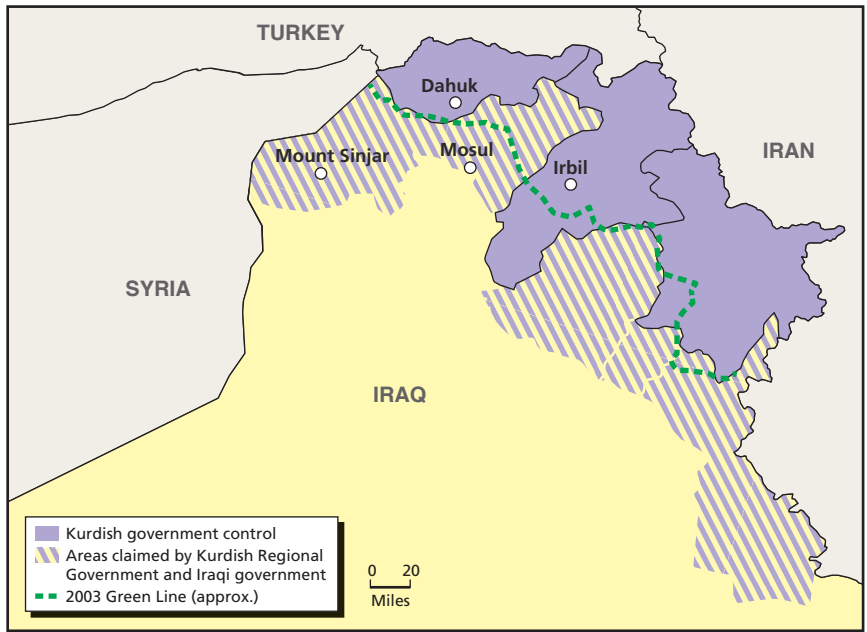 TURKEY
Dahuk
Mount Sinjar
Mosul
Irbil
IRAN
SYRIA
IRAQ
Kurdish government control
Areas claimed by Kurdish Regional
Government and Iraqi government
2003 Green Line (approx.)
0 20
Miles